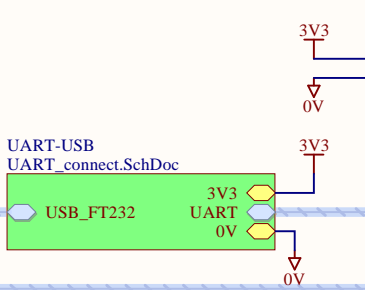 3V3
0V
UART-USB
UART_connect.SchDoc
3V3
3V3
USB_FT232
UART
0V
0V